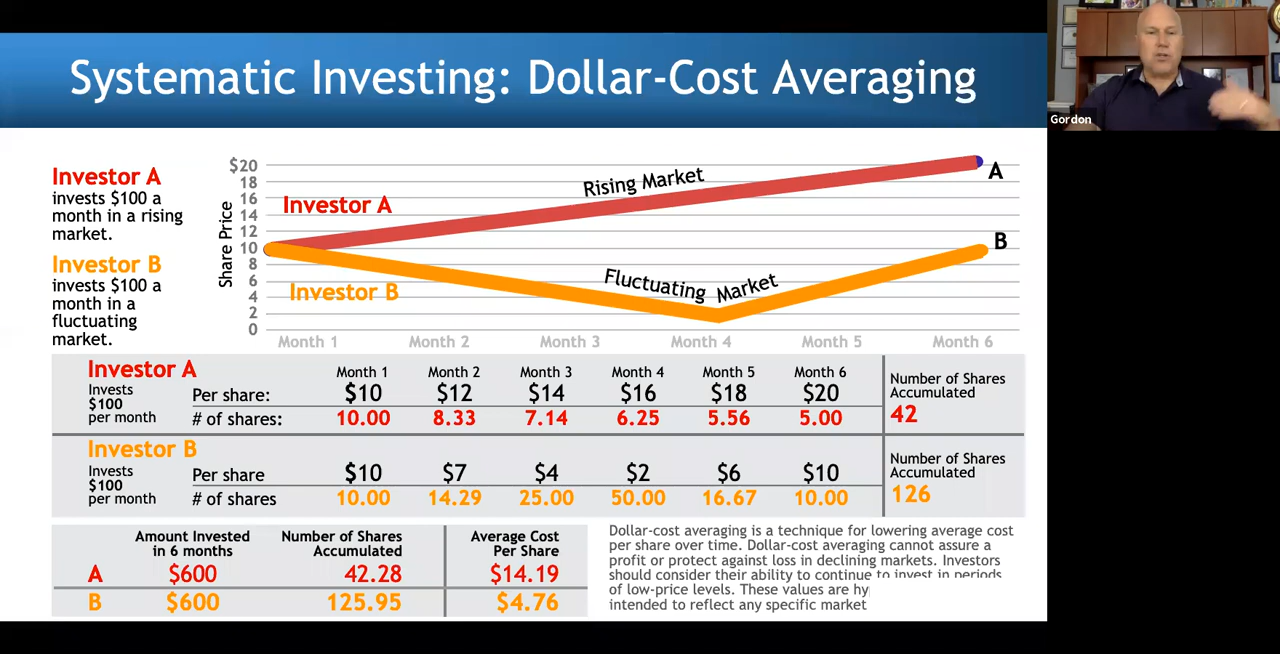 Systematic Investing: Dollar-Cost Averaging
Gordon
Investor A
invests $100 a
month in a rising
market.
Investor B
invests $100 a
month in a
fluctuating
market.
Share Price
$20
18
16
14
12
10
8
6
4
2
0
Investor A
Rising Market
A
Investor B
Fluctuating Market
B
Month 1 Month 2 Month 3 Month 4 Month 5 Month 6
Investor A
Invests
$100
per month
Month 1 Month 2 Month 3 Month 4 Month 5 Month 6
Per share: $10 $12 $14 $16 $18 $20
# of shares: 10.00 8.33 7.14 6.25 5.56 5.00
Number of Shares
Accumulated
42
Investor B
Invests
$100
per month
Per share $10 $7 $4 $2 $6 $10
# of shares 10.00 14.29 25.00 50.00 16.67 10.00
Number of Shares
Accumulated
126
Amount Invested
in 6 months
Number of Shares
Accumulated
Average Cost
Per Share
A $600 42.28 $14.19
B $600 125.95 $4.76
Dollar-cost averaging is a technique for lowering average cost
per share over time. Dollar-cost averaging cannot assure a
profit or protect against loss in declining markets. Investors
should consider their ability to continue to invest in periods
of low-price levels. These values are hy
intended to reflect any specific market